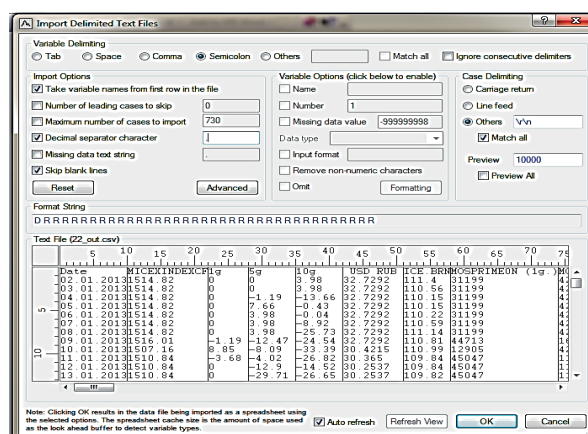 Import Delimited Text Files
Variable Delimiting
Tab Space Comma Semicolon Others Match all Ignore consecutive delimiters
Import Options
Take variable names from first row in the file
Number of leading cases to skip 0
Maximum number of cases to import 730
Decimal separator character .
Missing data text string .
Skip blank lines
Reset Advanced
Variable Options (click below to enable)
Name
Number 1
Missing data value -999999998
Data type
Input format
Remove non-numeric characters
Omit Formatting
Case Delimiting
Carriage return
Line feed
Others \r\n
Match all
Preview 10000
Preview All
Format String
D R R R R R R R R R R R R R R R R R R R R R R R R R R R R R R R R R R R
Text File (22_out.csv)
5 10 15 20 25 30 35 40 45 50 55 60 65 70 75
Date MICEXINDEXCF 1g 5g 10g USD RUB ICE.BRN MOSPRIMEON (1g.) MO
02.01.2013 1514.82 0 0 3.98 32.7292 111.4 31199 42
03.01.2013 1514.82 0 0 3.98 32.7292 110.56 31199 42
04.01.2013 1514.82 0 -1.19 -13.66 32.7292 110.15 31199 42
05.01.2013 1514.82 0 7.66 -0.43 32.7292 110.15 31199 42
06.01.2013 1514.82 0 3.98 -0.04 32.7292 110.22 31199 42
07.01.2013 1514.82 0 3.98 -8.92 32.7292 110.59 31199 42
08.01.2013 1514.82 0 3.98 -25.73 32.7292 111.14 31199 42
09.01.2013 1516.01 -1.19 -12.47 -24.54 32.7292 110.81 44713 16
10.01.2013 1507.16 8.85 -8.09 -33.39 30.4215 110.99 12905
11.01.2013 1510.84 -3.68 -4.02 -26.82 30.365 109.84 45047
12.01.2013 1510.84 0 -12.9 -14.52 30.2537 109.84 45047
13.01.2013 1510.84 0 -29.71 -26.65 30.2537 109.82 45047
5
10
Note: Clicking OK results in the data file being imported as a spreadsheet using
the selected options. The spreadsheet cache size is the amount of space used
as the look ahead buffer to detect variable types.
Auto refresh Refresh View OK Cancel